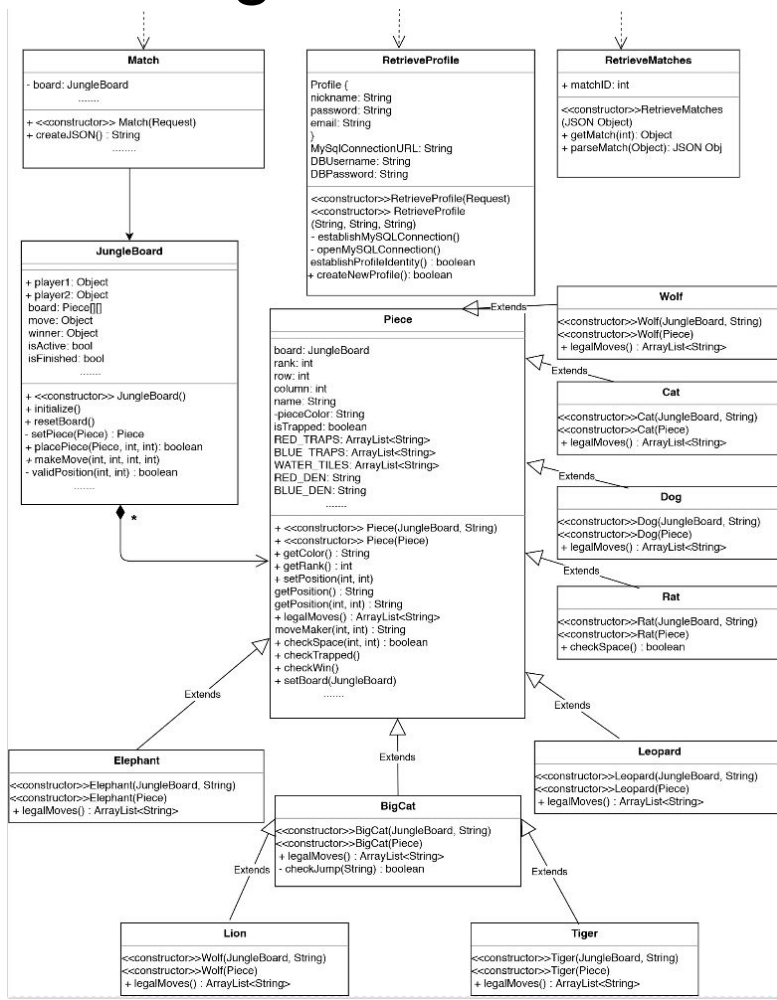 g
Match
- board: JungleBoard
.......
+ <<constructor>> Match(Request)
+ createJSON() : String
........
RetrieveProfile
Profile {
nickname: String
password: String
email: String
}
MySqlConnectionURL: String
DBUsername: String
DBPassword: String
<<constructor>>RetrieveProfile(Request)
<<constructor>> RetrieveProfile
(String, String, String)
- establishMySQLConnection()
- openMySQLConnection()
establishProfileIdentity() : boolean
+ createNewProfile(): boolean
RetrieveMatches
+ matchID: int
<<constructor>>RetrieveMatches
(JSON Object)
+ getMatch(int): Object
+ parseMatch(Object): JSON Obj
JungleBoard
+ player1: Object
+ player2: Object
board: Piece[][]
move: Object
winner: Object
isActive: bool
isFinished: bool
.......
+ <<constructor>> JungleBoard()
+ initialize()
+ resetBoard()
- setPiece(Piece) : Piece
+ placePiece(Piece, int, int): boolean
+ makeMove(int, int, int, int)
- validPosition(int, int) : boolean
.......
*
Piece
board: JungleBoard
rank: int
row: int
column: int
name: String
-pieceColor: String
isTrapped: boolean
RED_TRAPS: ArrayList<String>
BLUE_TRAPS: ArrayList<String>
WATER_TILES: ArrayList<String>
RED_DEN: String
BLUE_DEN: String
.......
+ <<constructor>> Piece(JungleBoard, String)
+ <<constructor>> Piece(Piece)
+ getColor() : String
+ getRank() : int
+ setPosition(int, int)
getPosition() : String
getPosition(int, int) : String
+ legalMoves() : ArrayList<String>
moveMaker(int, int) : String
+ checkSpace(int, int) : boolean
+ checkTrapped()
+ checkWin()
+ setBoard(JungleBoard)
.......
Extends
Wolf
<<constructor>>Wolf(JungleBoard, String)
<<constructor>>Wolf(Piece)
+ legalMoves() : ArrayList<String>
Extends
Cat
<<constructor>>Cat(JungleBoard, String)
<<constructor>>Cat(Piece)
+ legalMoves() : ArrayList<String>
Extends
Dog
<<constructor>>Dog(JungleBoard, String)
<<constructor>>Dog(Piece)
+ legalMoves() : ArrayList<String>
Extends
Rat
<<constructor>>Rat(JungleBoard, String)
<<constructor>>Rat(Piece)
+ checkSpace() : boolean
Extends
Extends
Extends
Elephant
<<constructor>>Elephant(JungleBoard, String)
<<constructor>>Elephant(Piece)
+ legalMoves() : ArrayList<String>
Leopard
<<constructor>>Leopard(JungleBoard, String)
<<constructor>>Leopard(Piece)
+ legalMoves() : ArrayList<String>
BigCat
<<constructor>>BigCat(JungleBoard, String)
<<constructor>>BigCat(Piece)
+ legalMoves() : ArrayList<String>
- checkJump(String) : boolean
Extends
Extends
Lion
<<constructor>>Wolf(JungleBoard, String)
<<constructor>>Wolf(Piece)
+ legalMoves() : ArrayList<String>
Tiger
<<constructor>>Tiger(JungleBoard, String)
<<constructor>>Tiger(Piece)
+ legalMoves() : ArrayList<String>